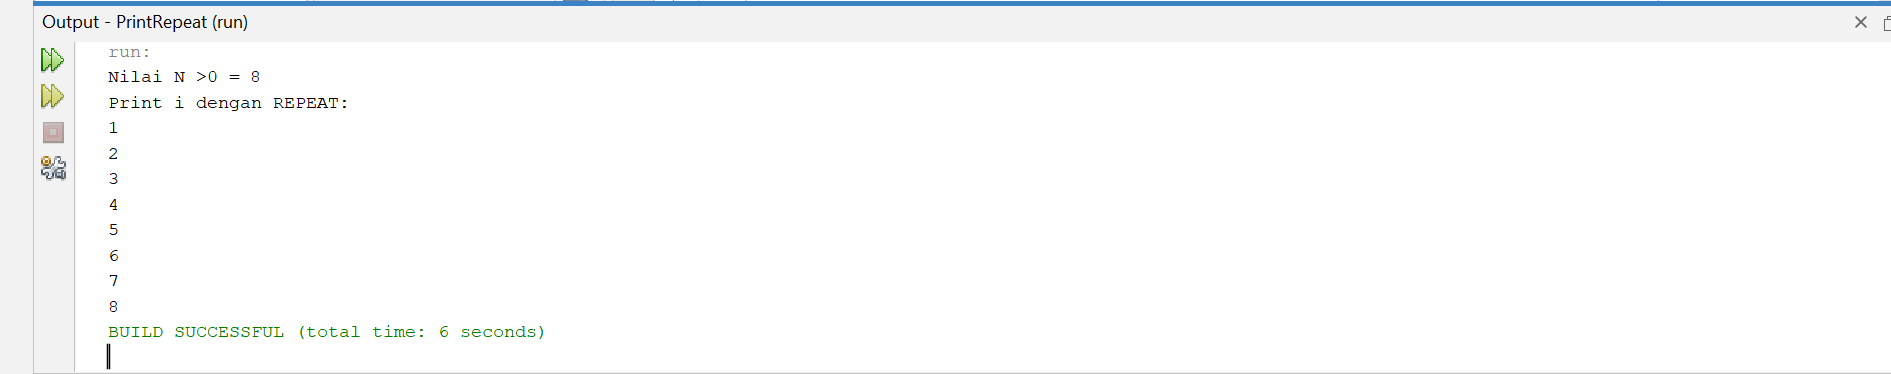 Output - PrintRepeat (run)
run:
Nilai N >0 = 8
Print i dengan REPEAT:
1
2
3
4
5
6
7
8
BUILD SUCCESSFUL (total time: 6 seconds)